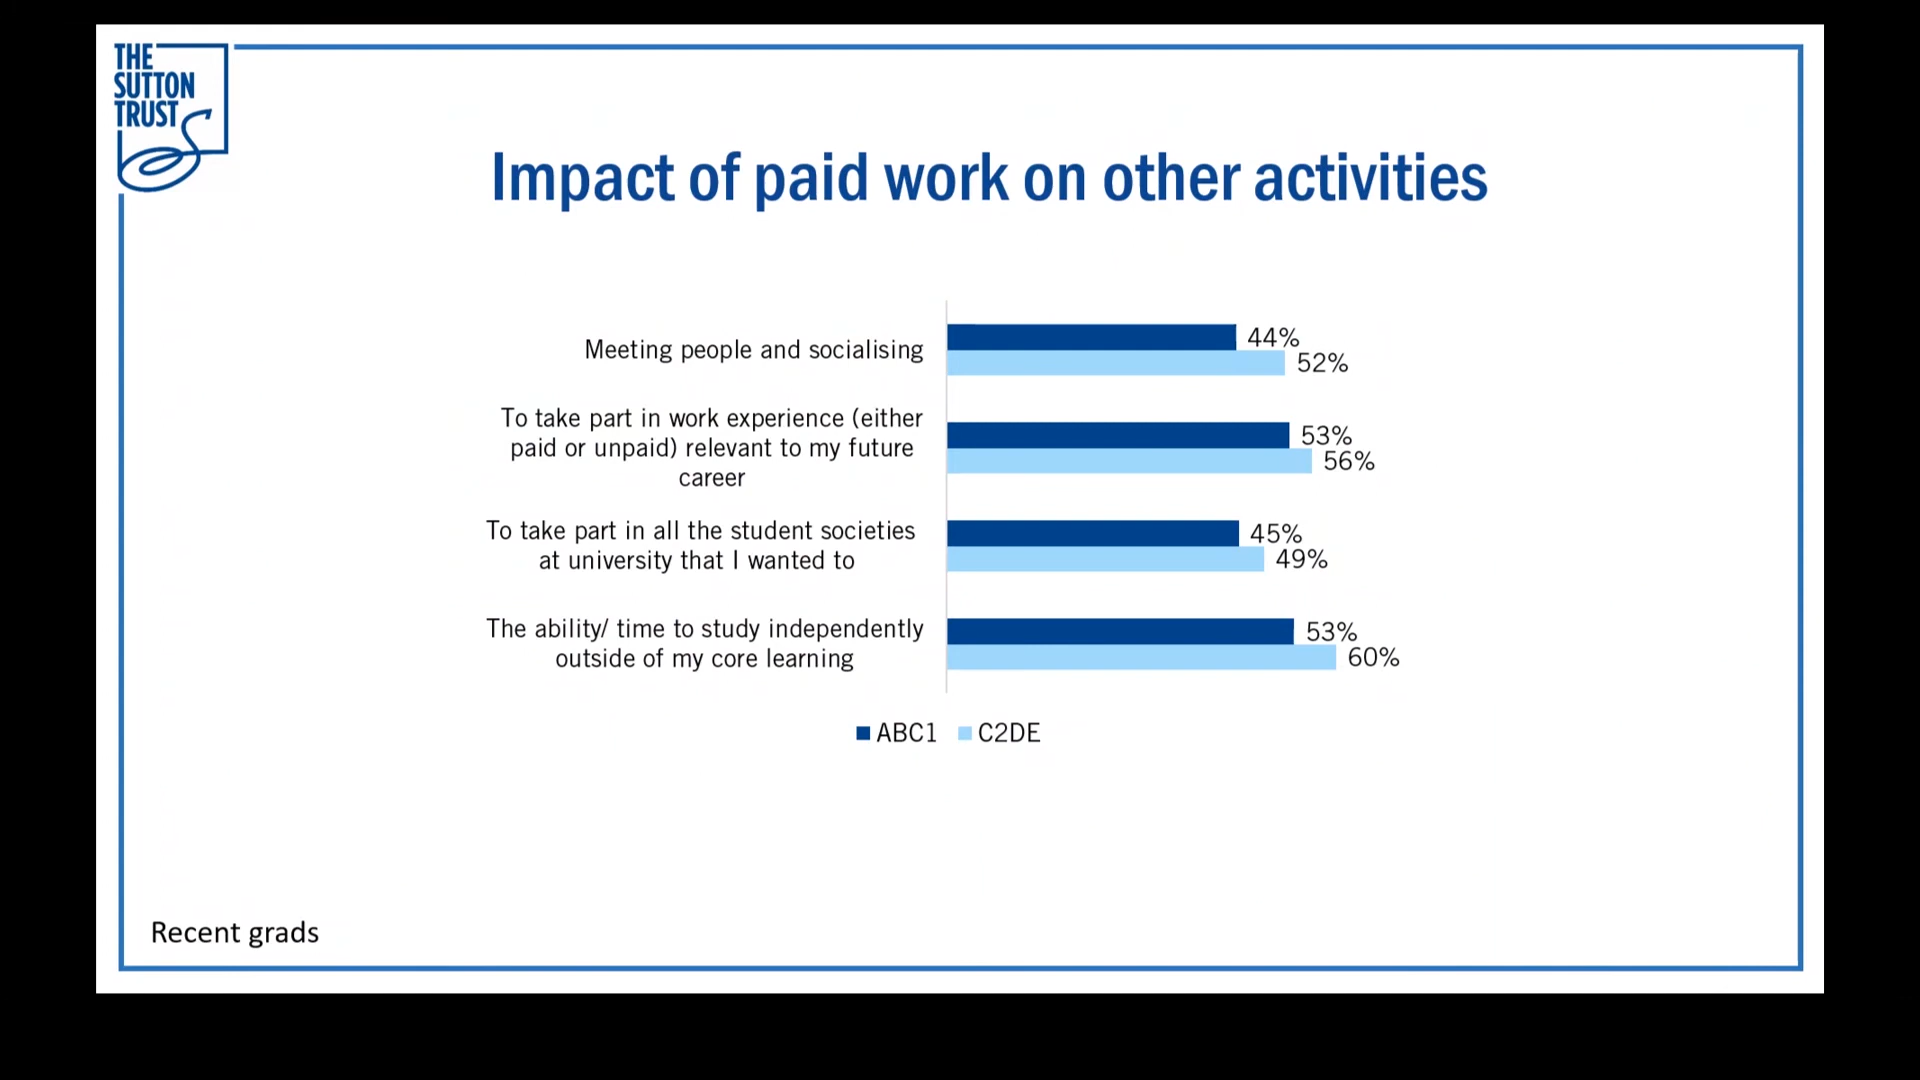 THE
SUTTON
TRUST
Impact of paid work on other activities
Meeting people and socialising
44%
52%
To take part in work experience (either
paid or unpaid) relevant to my future
career
53%
56%
To take part in all the student societies
at university that I wanted to
45%
49%
The ability/ time to study independently
outside of my core learning
53%
60%
ABC1 C2DE
Recent grads